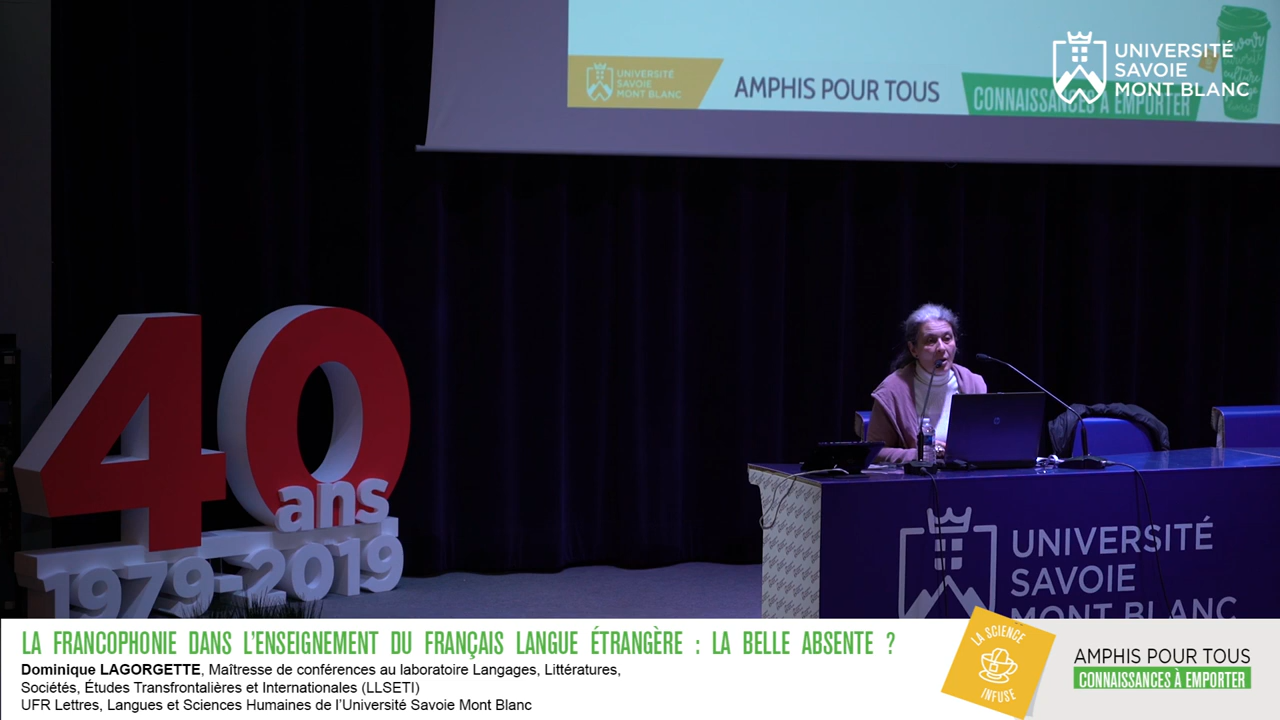 UNIVERSITÉ
SAVOIE
MONT BLANC
AMPHIS POUR TOUS
CONNAISSANCES À EMPORTER
UNIVERSITÉ
SAVOIE
MONT BLANC
40
ans
1979-2019
UNIVERSITÉ
SAVOIE
MONT BLANC
LA FRANCOPHONIE DANS L'ENSEIGNEMENT DU FRANÇAIS LANGUE ÉTRANGÈRE : LA BELLE ABSENTE ?
Dominique LAGORGETTE, Maîtresse de conférences au laboratoire Langages, Littératures,
Sociétés, Études Transfrontalières et Internationales (LLSETI)
UFR Lettres, Langues et Sciences Humaines de l'Université Savoie Mont Blanc
LA SCIENCE
INFUSE
AMPHIS POUR TOUS
CONNAISSANCES À EMPORTER